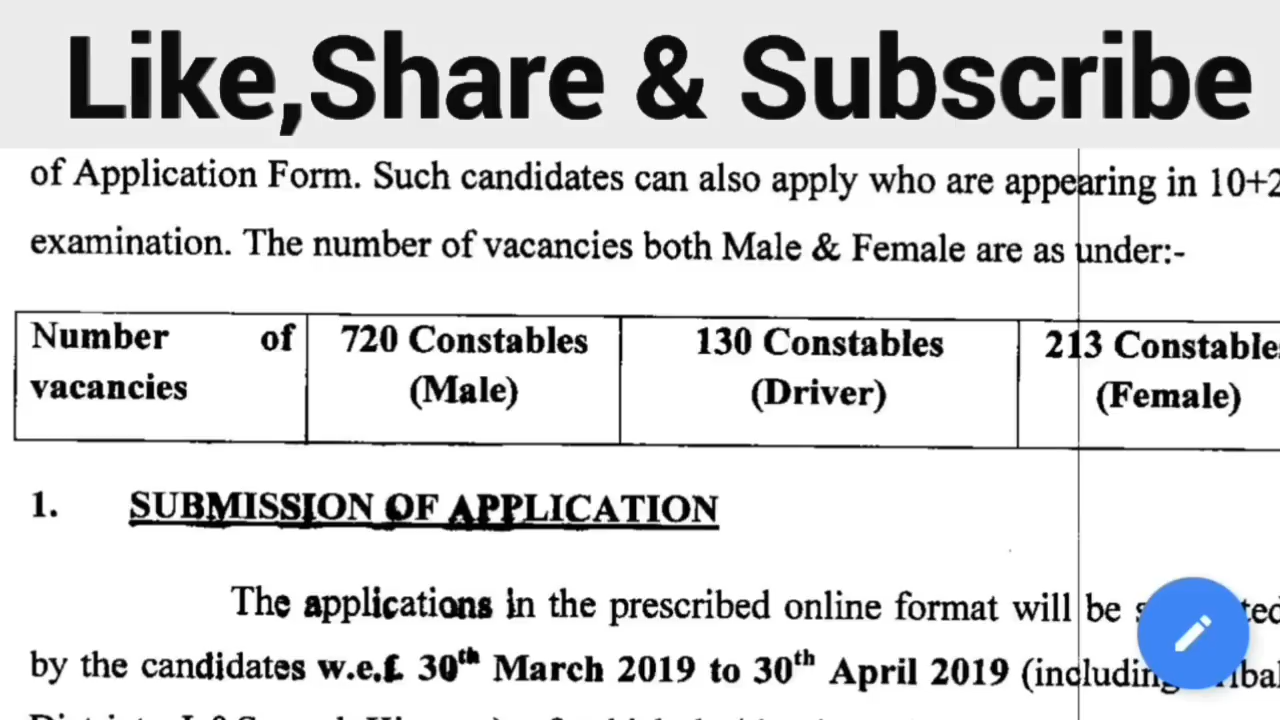 Like,Share & Subscribe
of Application Form. Such candidates can also apply who are appearing in 10+2
examination. The number of vacancies both Male & Female are as under:-
Number of vacancies
720 Constables (Male)
130 Constables (Driver)
213 Constable (Female)
1. SUBMISSION OF APPLICATION
The applications in the prescribed online format will be
by the candidates w.e.f. 30th March 2019 to 30th April 2019 (including